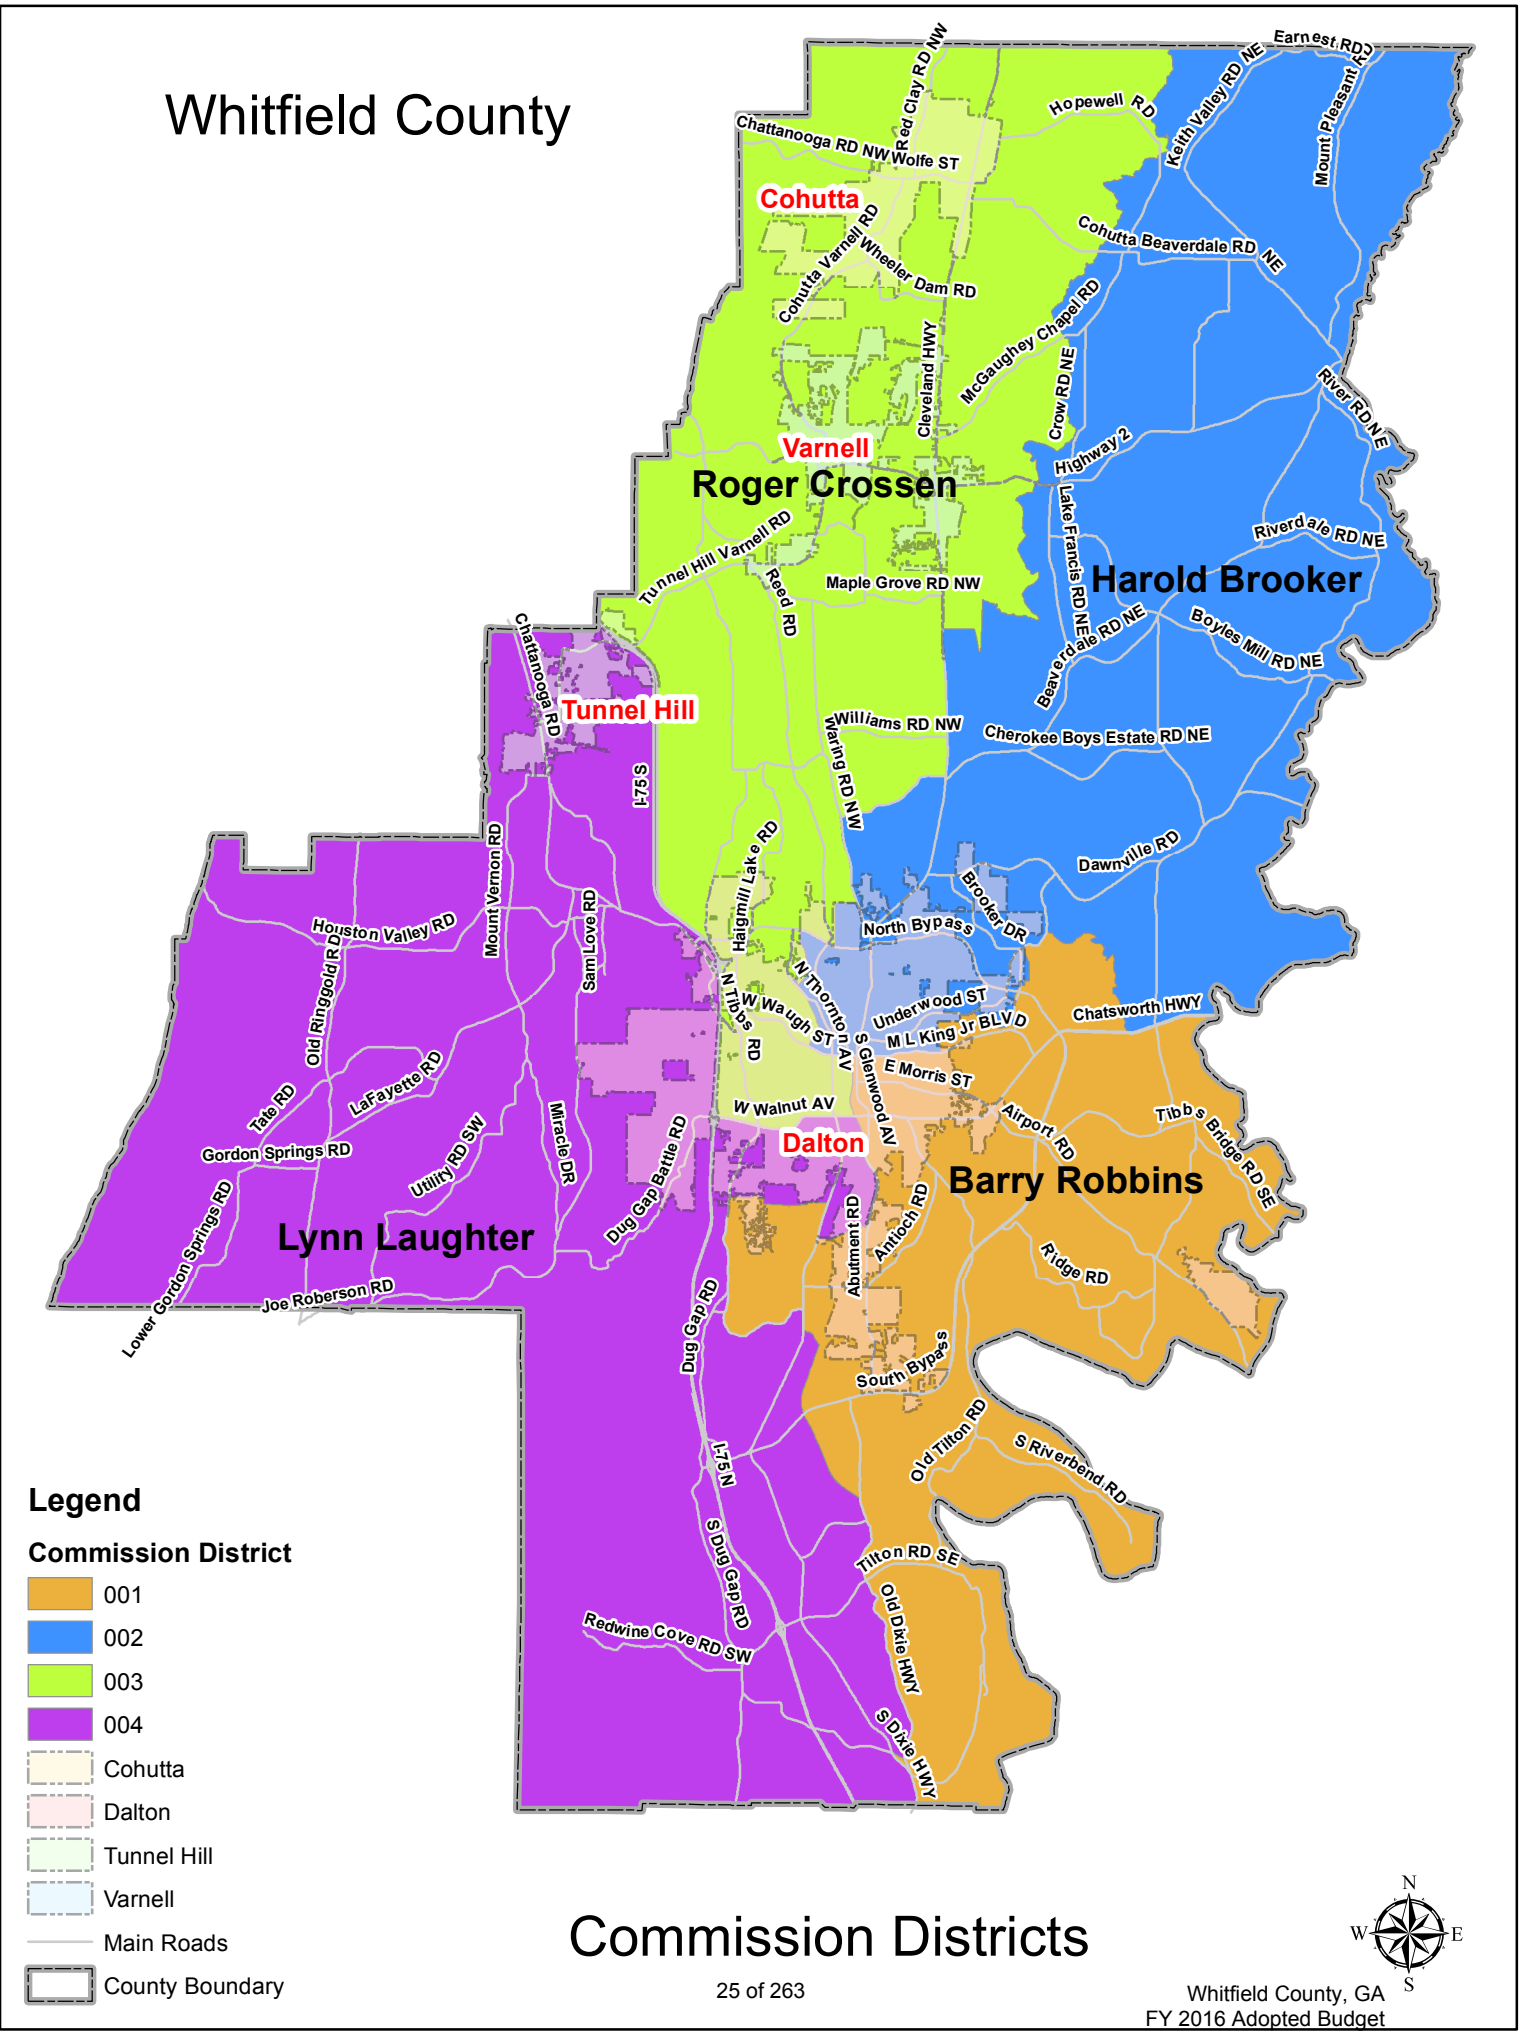 Whitfield County
Earnest RD
Red Clay RD NW
Keith Valley RD NE
Mount Pleasant RD
Hopewell RD
Chattanooga RD NW
Wolfe ST
Cohutta
Cohutta Varnell RD
Wheeler Dam RD
Cohutta Beaverdale RD NE
McGaughey Chapel RD
Cleveland HWY
Crow RD NE
River RD NE
Highway 2
Varnell
Roger Crossen
Lake Francis RD NE
Riverdale RD NE
Tunnel Hill Varnell RD
Reed RD
Maple Grove RD NW
Harold Brooker
Beaverdale RD NE
Boyles Mill RD NE
Chattanooga RD
Tunnel Hill
I-75 S
Williams RD NW
Waring RD NW
Cherokee Boys Estate RD NE
Mount Vernon RD
Haigmill Lake RD
Dawnville RD
Brooker DR
Houston Valley RD
Sam Love RD
North Bypass
Old Ringgold RD
N Tibbs RD
W Waugh ST
N Thornton AV
Underwood ST
M L King Jr BLVD
Chatsworth HWY
S Glenwood AV
E Morris ST
LaFayette RD
Tate RD
Miracle DR
W Walnut AV
Airport RD
Tibbs Bridge RD SE
Dalton
Gordon Springs RD
Utility RD SW
Dug Gap Battle RD
Barry Robbins
Lynn Laughter
Lower Gordon Springs RD
Abutment RD
Antioch RD
Ridge RD
Joe Roberson RD
Dug Gap RD
South Bypass
Old Tilton RD
S Riverbend RD
I-75 N
S Dug Gap RD
Tilton RD SE
Old Dixie HWY
Redwine Cove RD SW
S Dixie HWY
Legend
Commission District
001
002
003
004
Cohutta
Dalton
Tunnel Hill
Varnell
Main Roads
County Boundary
Commission Districts
25 of 263
N
W
E
S
Whitfield County, GA
FY 2016 Adopted Budget